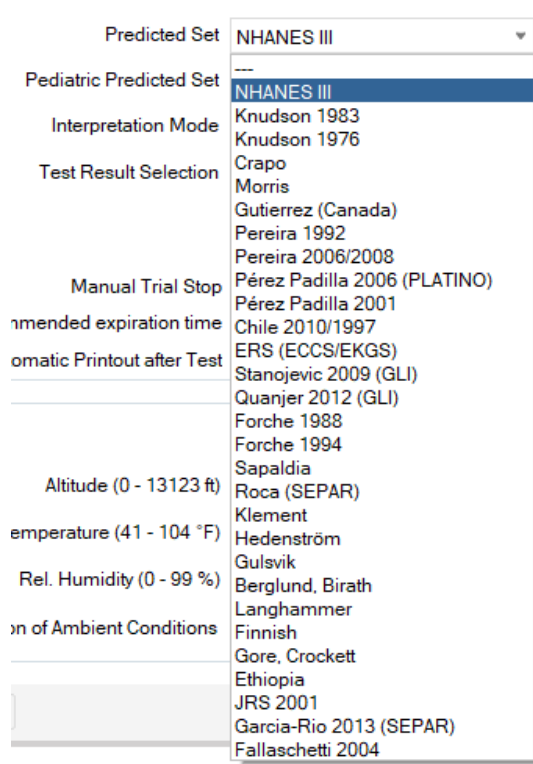 Predicted Set NHANES III
Pediatric Predicted Set
Interpretation Mode
Test Result Selection
Manual Trial Stop
mmended expiration time
omatic Printout after Test
Altitude (0 - 13123 ft)
emperature (41 - 104 °F)
Rel. Humidity (0 - 99 %)
on of Ambient Conditions
---
NHANES III
Knudson 1983
Knudson 1976
Crapo
Morris
Gutierrez (Canada)
Pereira 1992
Pereira 2006/2008
Pérez Padilla 2006 (PLATINO)
Pérez Padilla 2001
Chile 2010/1997
ERS (ECCS/EKGS)
Stanojevic 2009 (GLI)
Quanjer 2012 (GLI)
Forche 1988
Forche 1994
Sapaldia
Roca (SEPAR)
Klement
Hedenström
Gulsvik
Berglund, Birath
Langhammer
Finnish
Gore, Crockett
Ethiopia
JRS 2001
Garcia-Rio 2013 (SEPAR)
Fallaschetti 2004